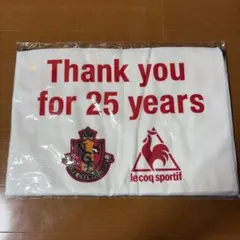 Thank you
for 25 years
le coq sportif